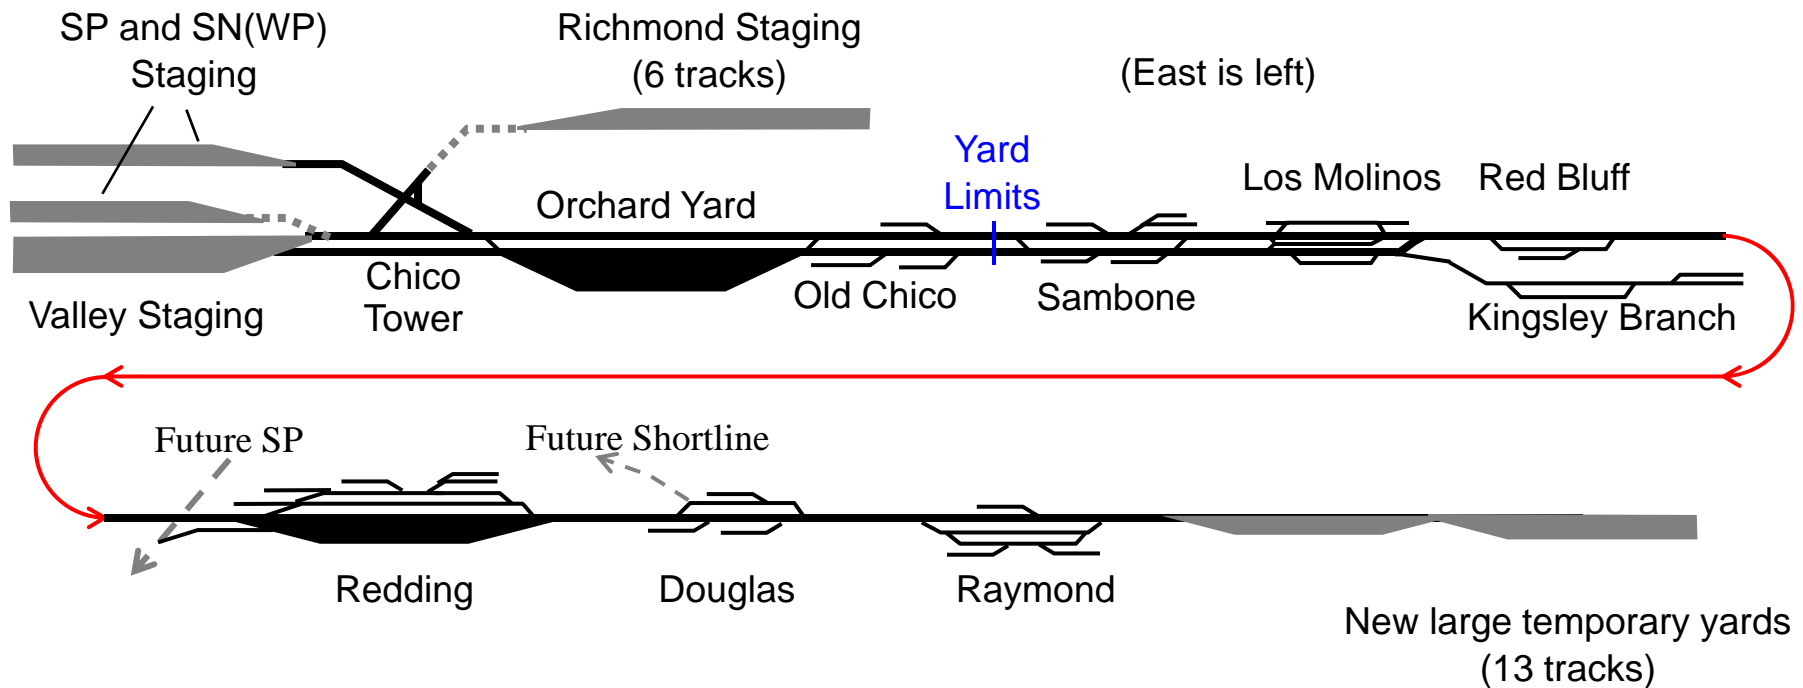 SP and SN(WP)
Staging
Richmond Staging
(6 tracks)
(East is left)
Yard
Limits
Los Molinos
Red Bluff
Orchard Yard
Chico
Tower
Old Chico
Sambone
Valley Staging
Kingsley Branch
Future SP
Future Shortline
Redding
Douglas
Raymond
New large temporary yards
(13 tracks)